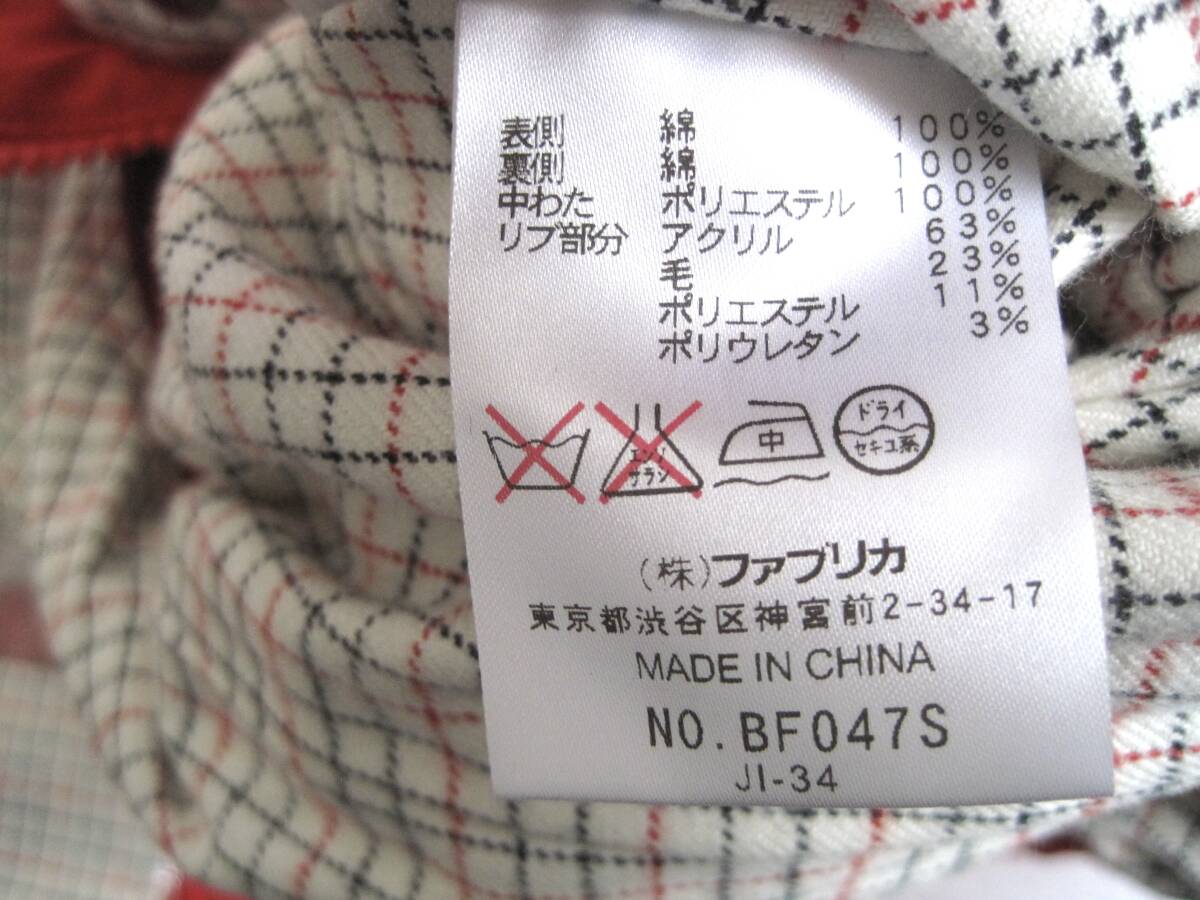 表側 綿 100%
裏側 綿 100%
中わた ポリエステル 100%
リブ部分 アクリル 63%
毛 23%
ポリエステル 11%
ポリウレタン 3%
エンソ サラシ
中
ドライ
セキユ系
(株)ファブリカ
東京都渋谷区神宮前2-34-17
MADE IN CHINA
NO. BF047S
JI-34